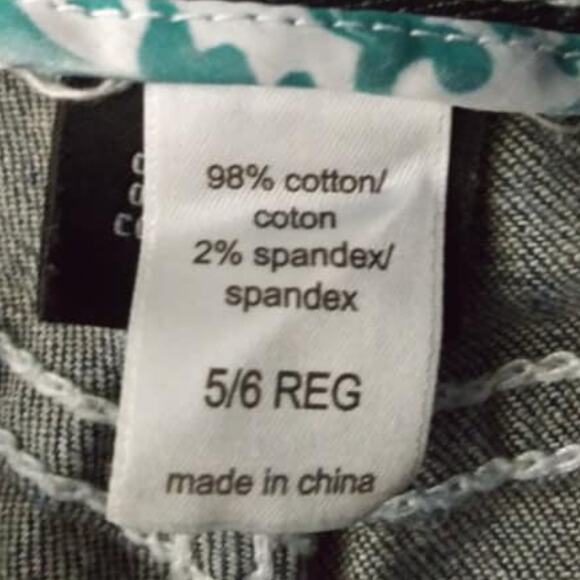 98% cotton/
coton
2% spandex/
spandex
5/6 REG
made in china